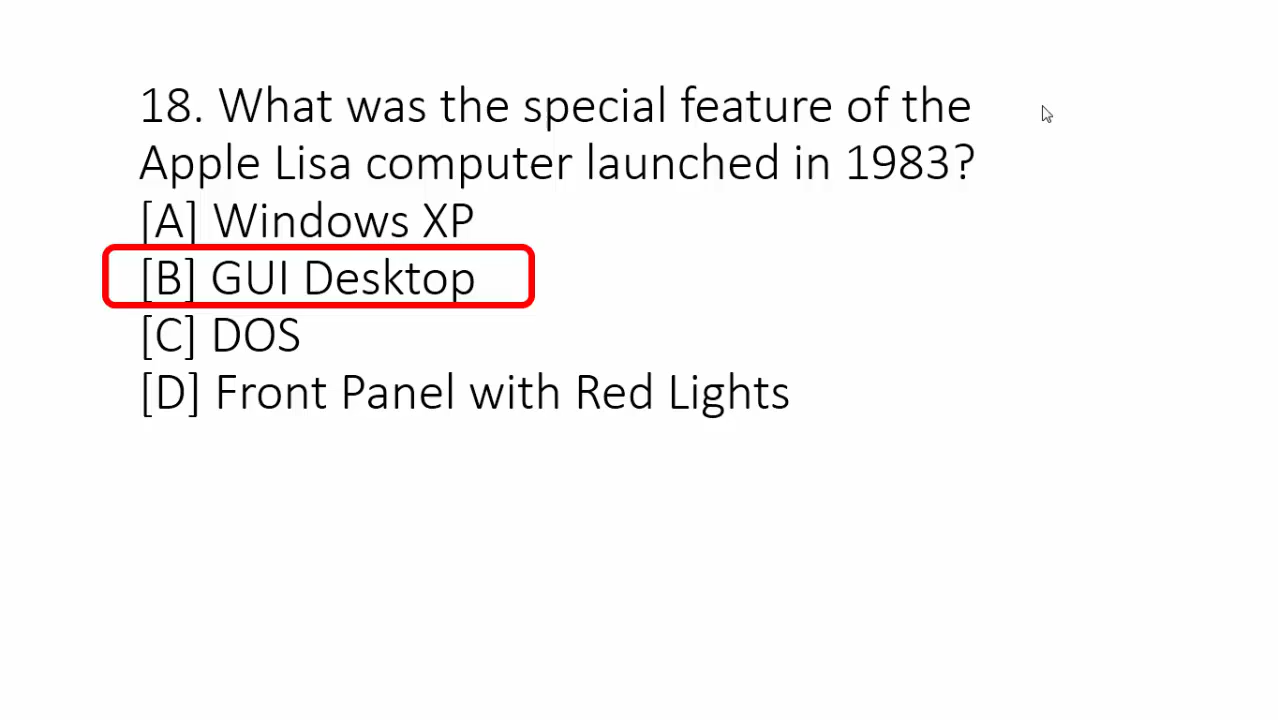 18. What was the special feature of the
Apple Lisa computer launched in 1983?
[A] Windows XP
[B] GUI Desktop
[C] DOS
[D] Front Panel with Red Lights